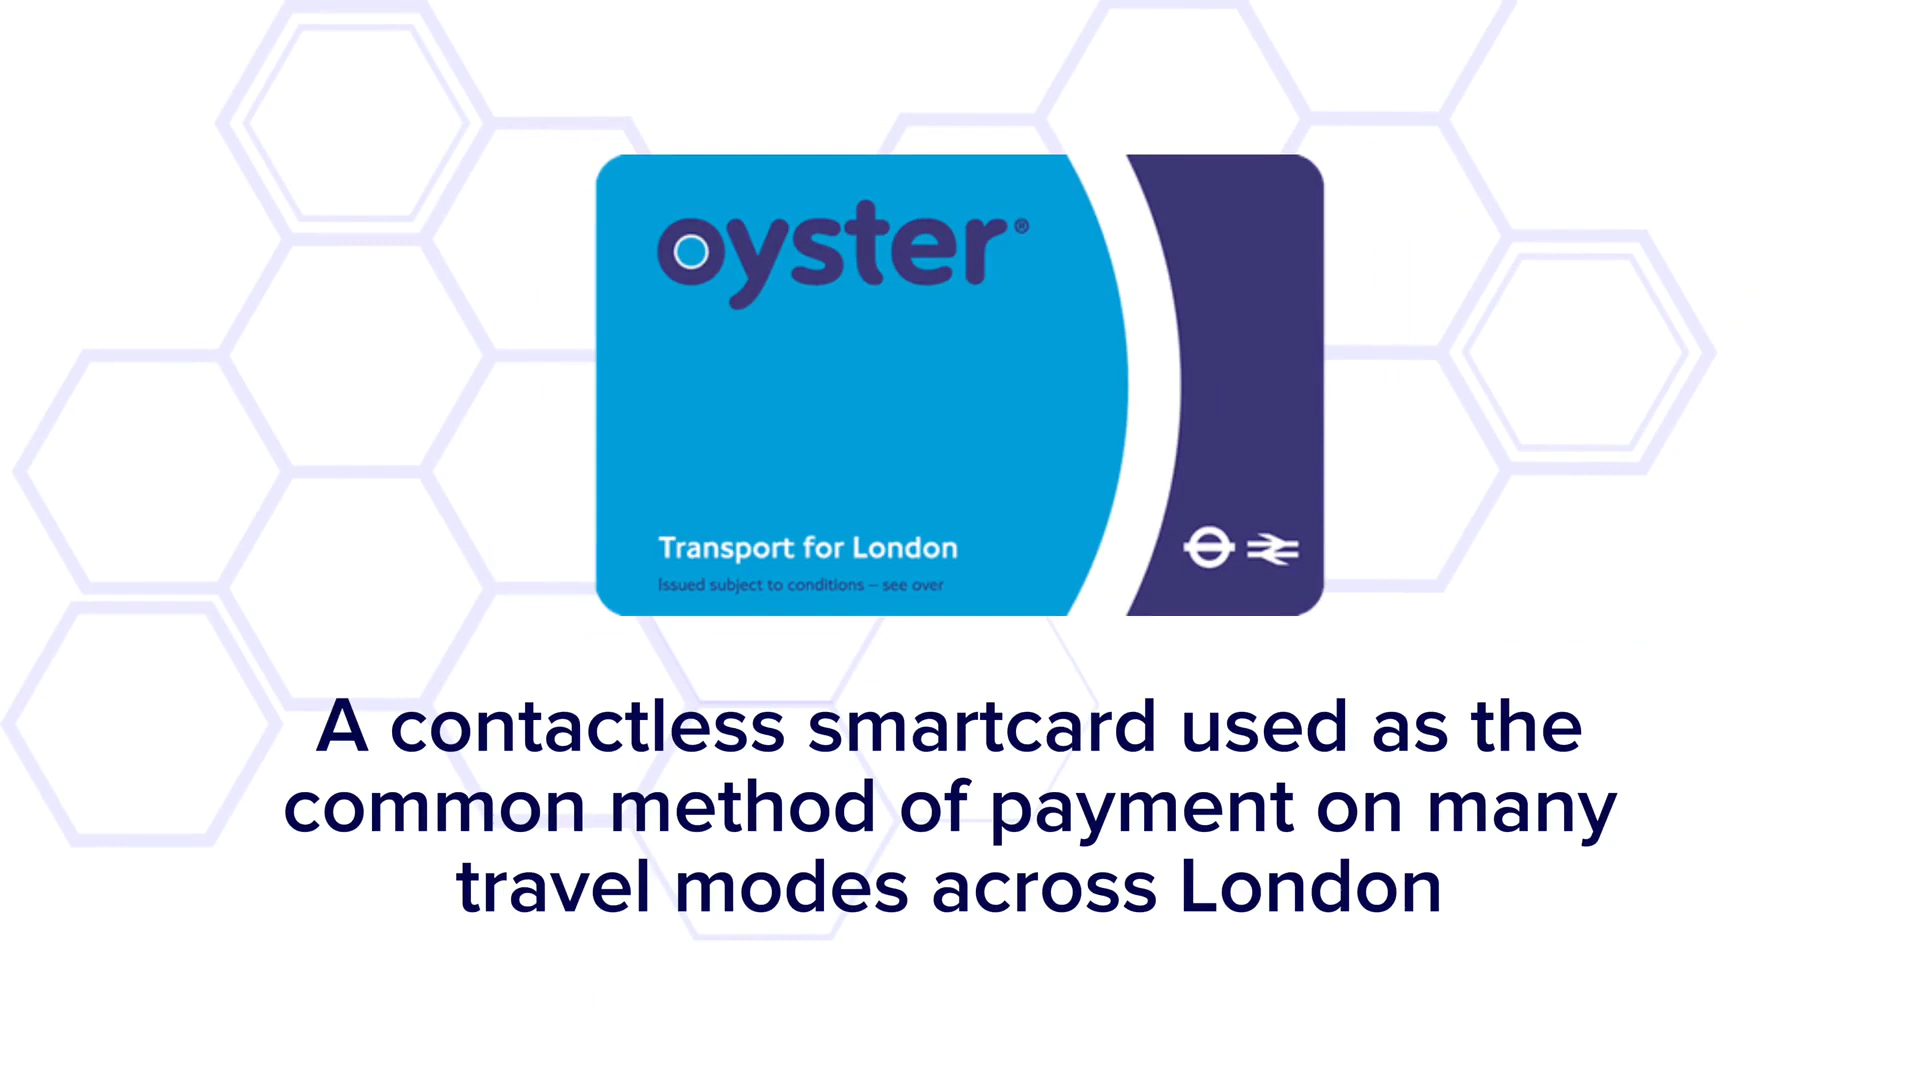 oyster®
Transport for London
Issued subject to conditions – see over
A contactless smartcard used as the
common method of payment on many
travel modes across London